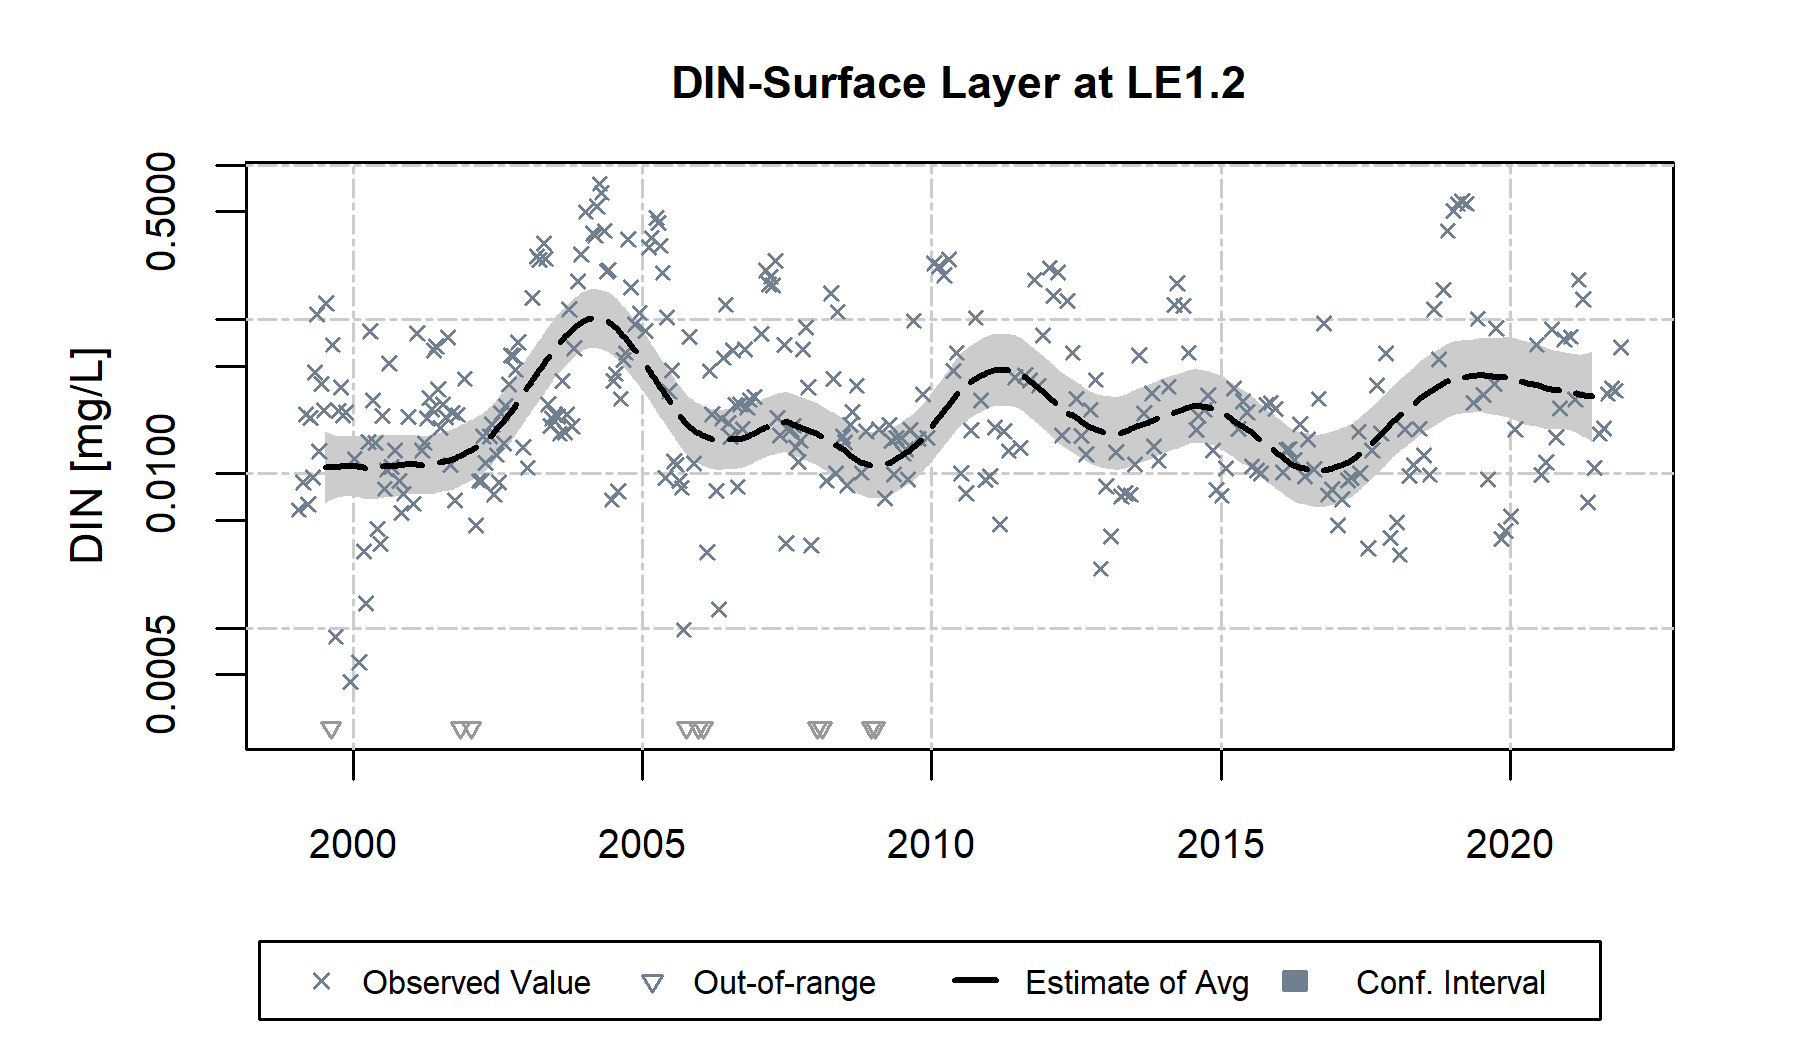 DIN-Surface Layer at LE1.2
DIN [mg/L]
0.5000
0.0100
0.0005
2000 2005 2010 2015 2020
Observed Value Out-of-range Estimate of Avg Conf. Interval